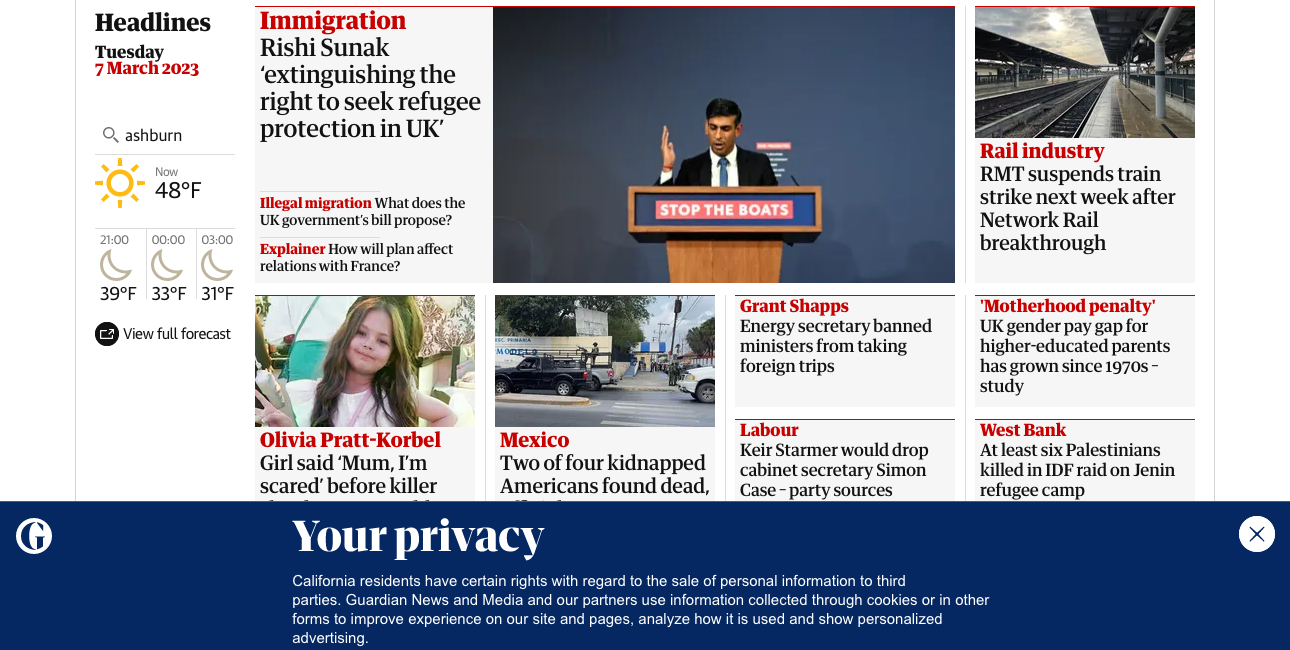 Headlines
Tuesday
7 March 2023
ashburn
Now
48°F
21:00
00:00
03:00
39°F
33°F
31°F
View full forecast
Immigration
Rishi Sunak
‘extinguishing the
right to seek refugee
protection in UK’
Illegal migration What does the
UK government’s bill propose?
Explainer How will plan affect
relations with France?
STOP THE BOATS
Rail industry
RMT suspends train
strike next week after
Network Rail
breakthrough
Olivia Pratt-Korbel
Girl said ‘Mum, I’m
scared’ before killer
Mexico
Two of four kidnapped
Americans found dead,
Grant Shapps
Energy secretary banned
ministers from taking
foreign trips
'Motherhood penalty'
UK gender pay gap for
higher-educated parents
has grown since 1970s –
study
Labour
Keir Starmer would drop
cabinet secretary Simon
Case – party sources
West Bank
At least six Palestinians
killed in IDF raid on Jenin
refugee camp
Your privacy
California residents have certain rights with regard to the sale of personal information to third
parties. Guardian News and Media and our partners use information collected through cookies or in other
forms to improve experience on our site and pages, analyze how it is used and show personalized
advertising.